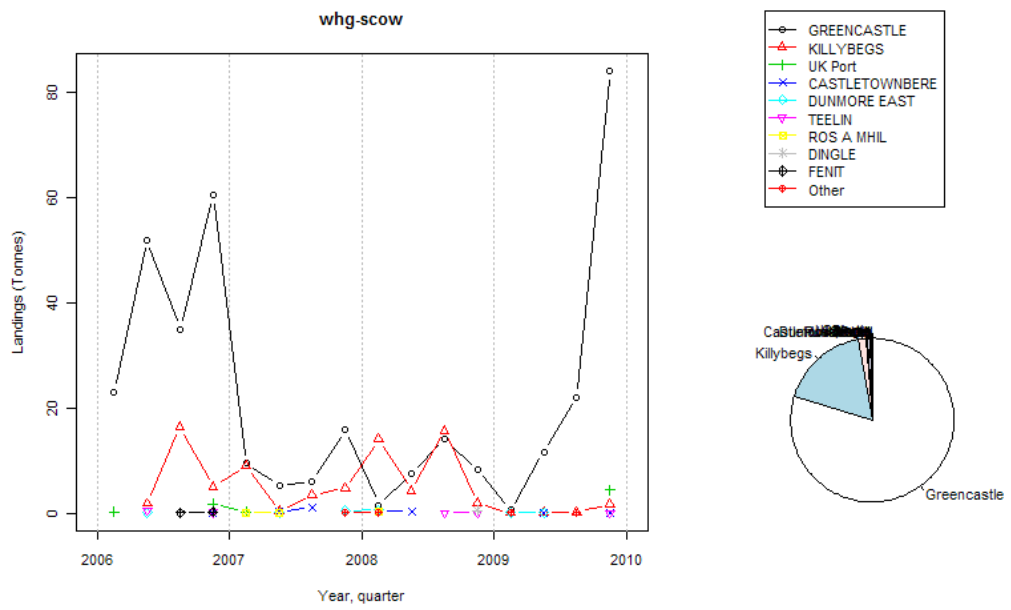 whg-scow
GREENCASTLE
KILLYBEGS
UK Port
CASTLETOWNBERE
DUNMORE EAST
TEELIN
ROS A MHIL
DINGLE
FENIT
Other
80
60
40
20
0
Landings (Tonnes)
2006
2007
2008
2009
2010
Year, quarter
Killybegs
Greencastle